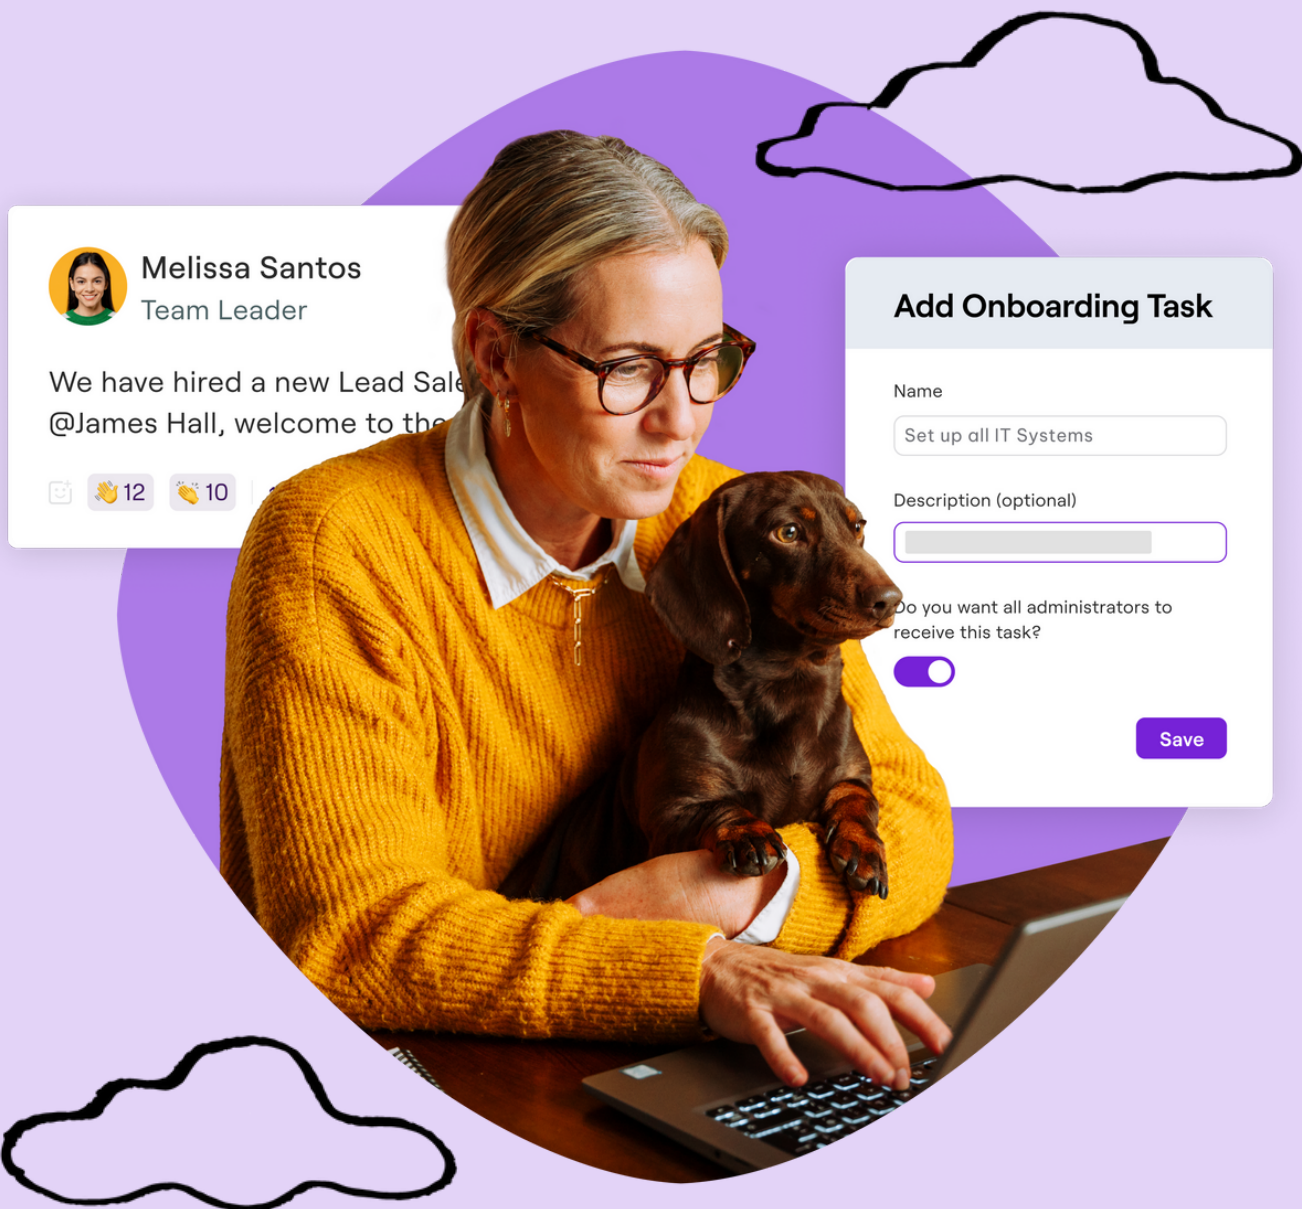 Melissa Santos
Team Leader
We have hired a new Lead
@James Hall, welcome to the
👋 12 👏 10
Add Onboarding Task
Name
Set up all IT Systems
Description (optional)
Do you want all administrators to
receive this task?
Save